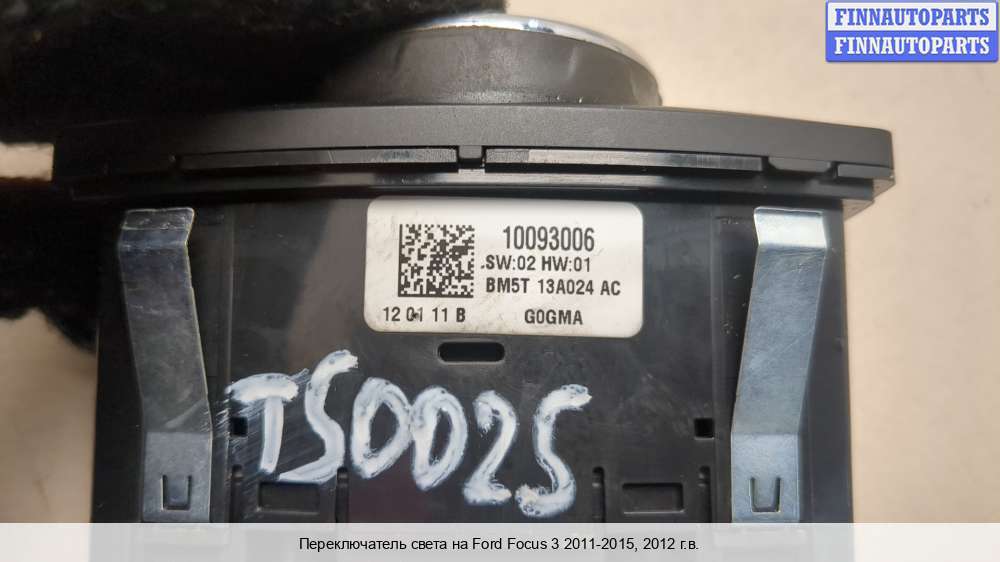 FINNAUTOPARTS
FINNAUTOPARTS
10093006
SW:02 HW:01
BM5T 13A024 AC
12 01 11 B G0GMA
TS0025
Переключатель света на Ford Focus 3 2011-2015, 2012 г.в.